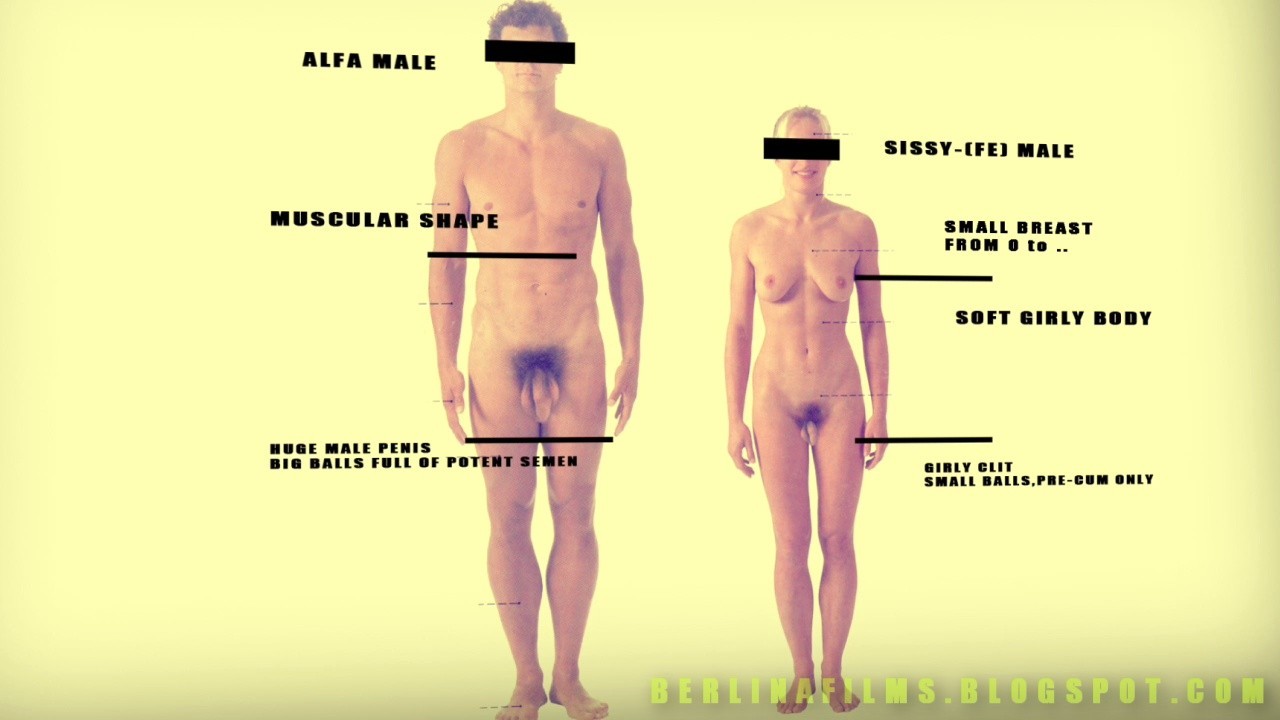 ALFA MALE
SISSY-(FE) MALE
MUSCULAR SHAPE
SMALL BREAST
FROM 0 to ..
SOFT GIRLY BODY
HUGE MALE PENIS
BIG BALLS FULL OF POTENT SEMEN
GIRLY CLIT
SMALL BALLS,PRE-CUM ONLY
BERLINAFILMS.BLOGSPOT.COM